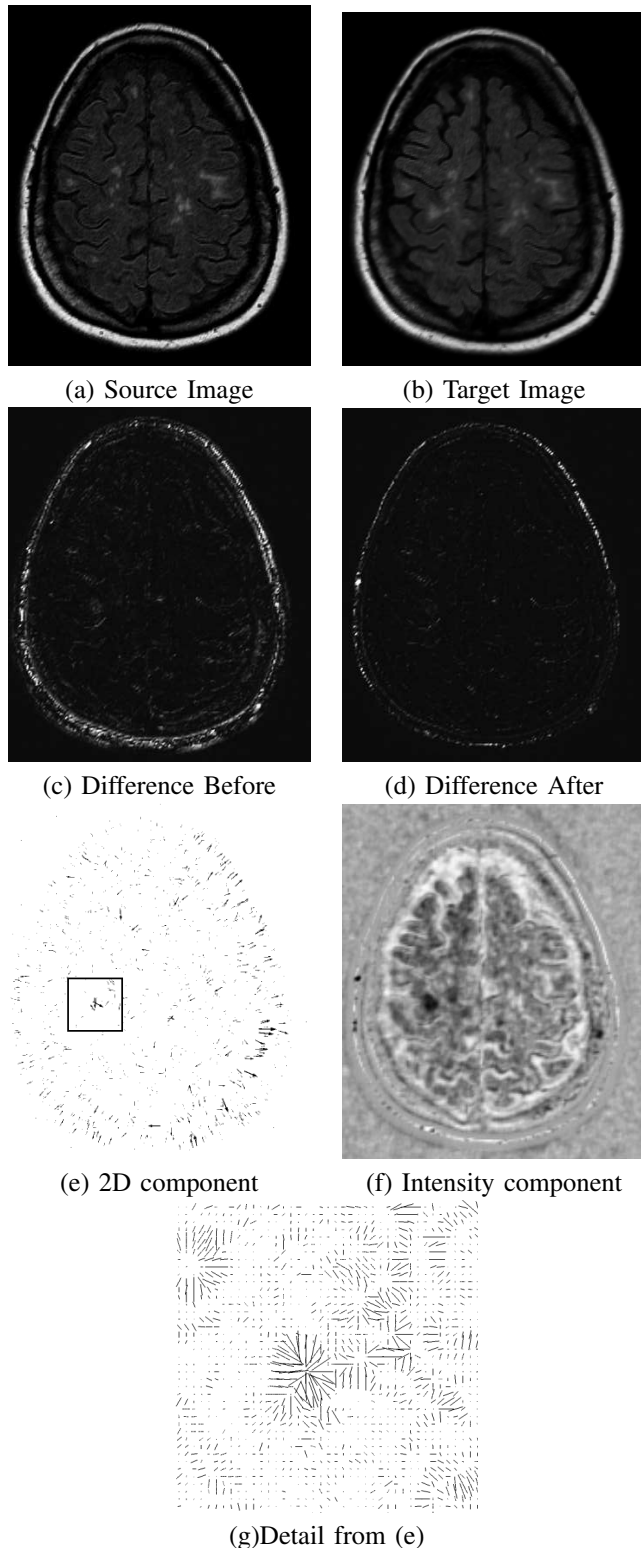 (a) Source Image
(b) Target Image
(c) Difference Before
(d) Difference After
(e) 2D component
(f) Intensity component
(g)Detail from (e)